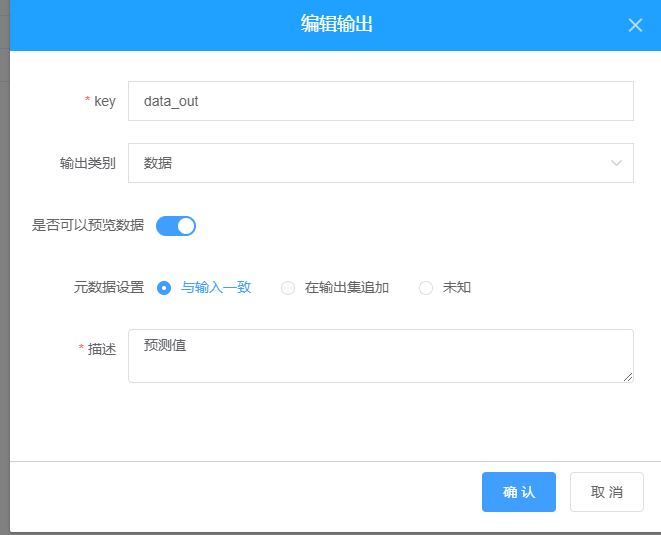 编辑输出
* key data_out
输出类别 数据
是否可以预览数据
元数据设置 与输入一致 在输出集追加 未知
* 描述 预测值
确 认 取 消